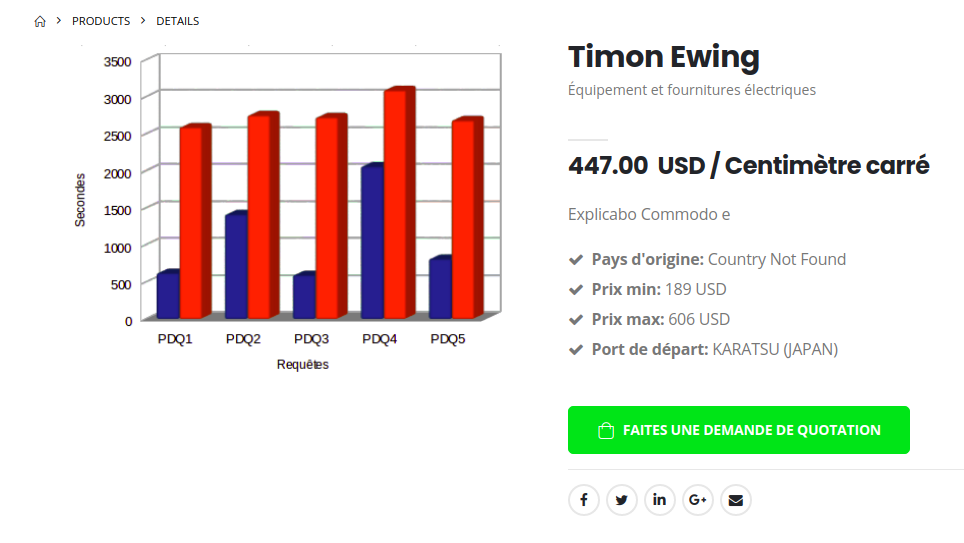 PRODUCTS > DETAILS
3500
3000
2500
2000
1500
1000
500
0
Secondes
PDQ1 PDQ2 PDQ3 PDQ4 PDQ5
Requêtes
Timon Ewing
Équipement et fournitures électriques
447.00 USD / Centimètre carré
Explicabo Commodo e
Pays d'origine: Country Not Found
Prix min: 189 USD
Prix max: 606 USD
Port de départ: KARATSU (JAPAN)
FAITES UNE DEMANDE DE QUOTATION